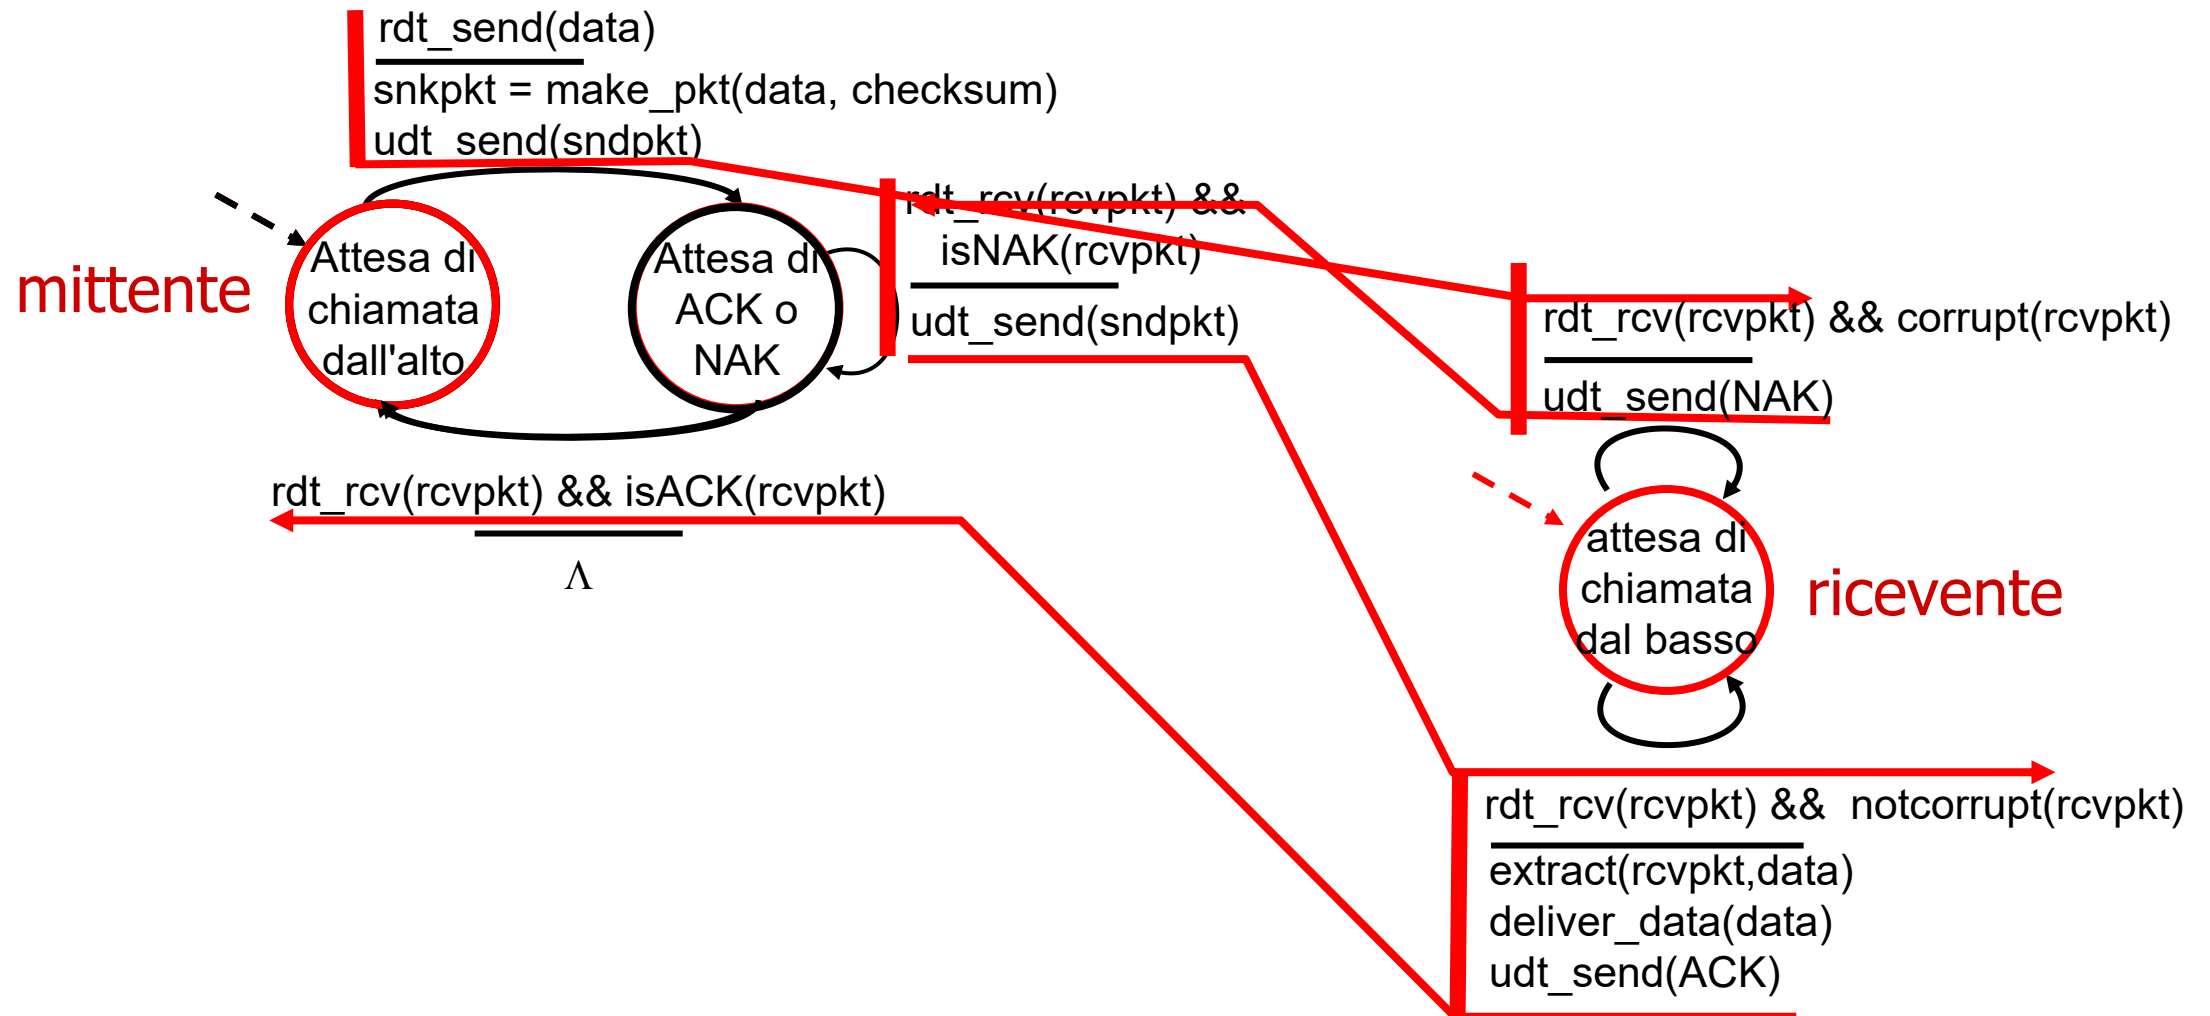 rdt_send(data)
snkpkt = make_pkt(data, checksum)
udt_send(sndpkt)
mittente
Attesa di
chiamata
dall'alto
Attesa di
ACK o
NAK
rdt_rcv(rcvpkt) &&
isNAK(rcvpkt)
udt_send(sndpkt)
rdt_rcv(rcvpkt) && corrupt(rcvpkt)
udt_send(NAK)
rdt_rcv(rcvpkt) && isACK(rcvpkt)
Λ
attesa di
chiamata
dal basso
ricevente
rdt_rcv(rcvpkt) && notcorrupt(rcvpkt)
extract(rcvpkt,data)
deliver_data(data)
udt_send(ACK)